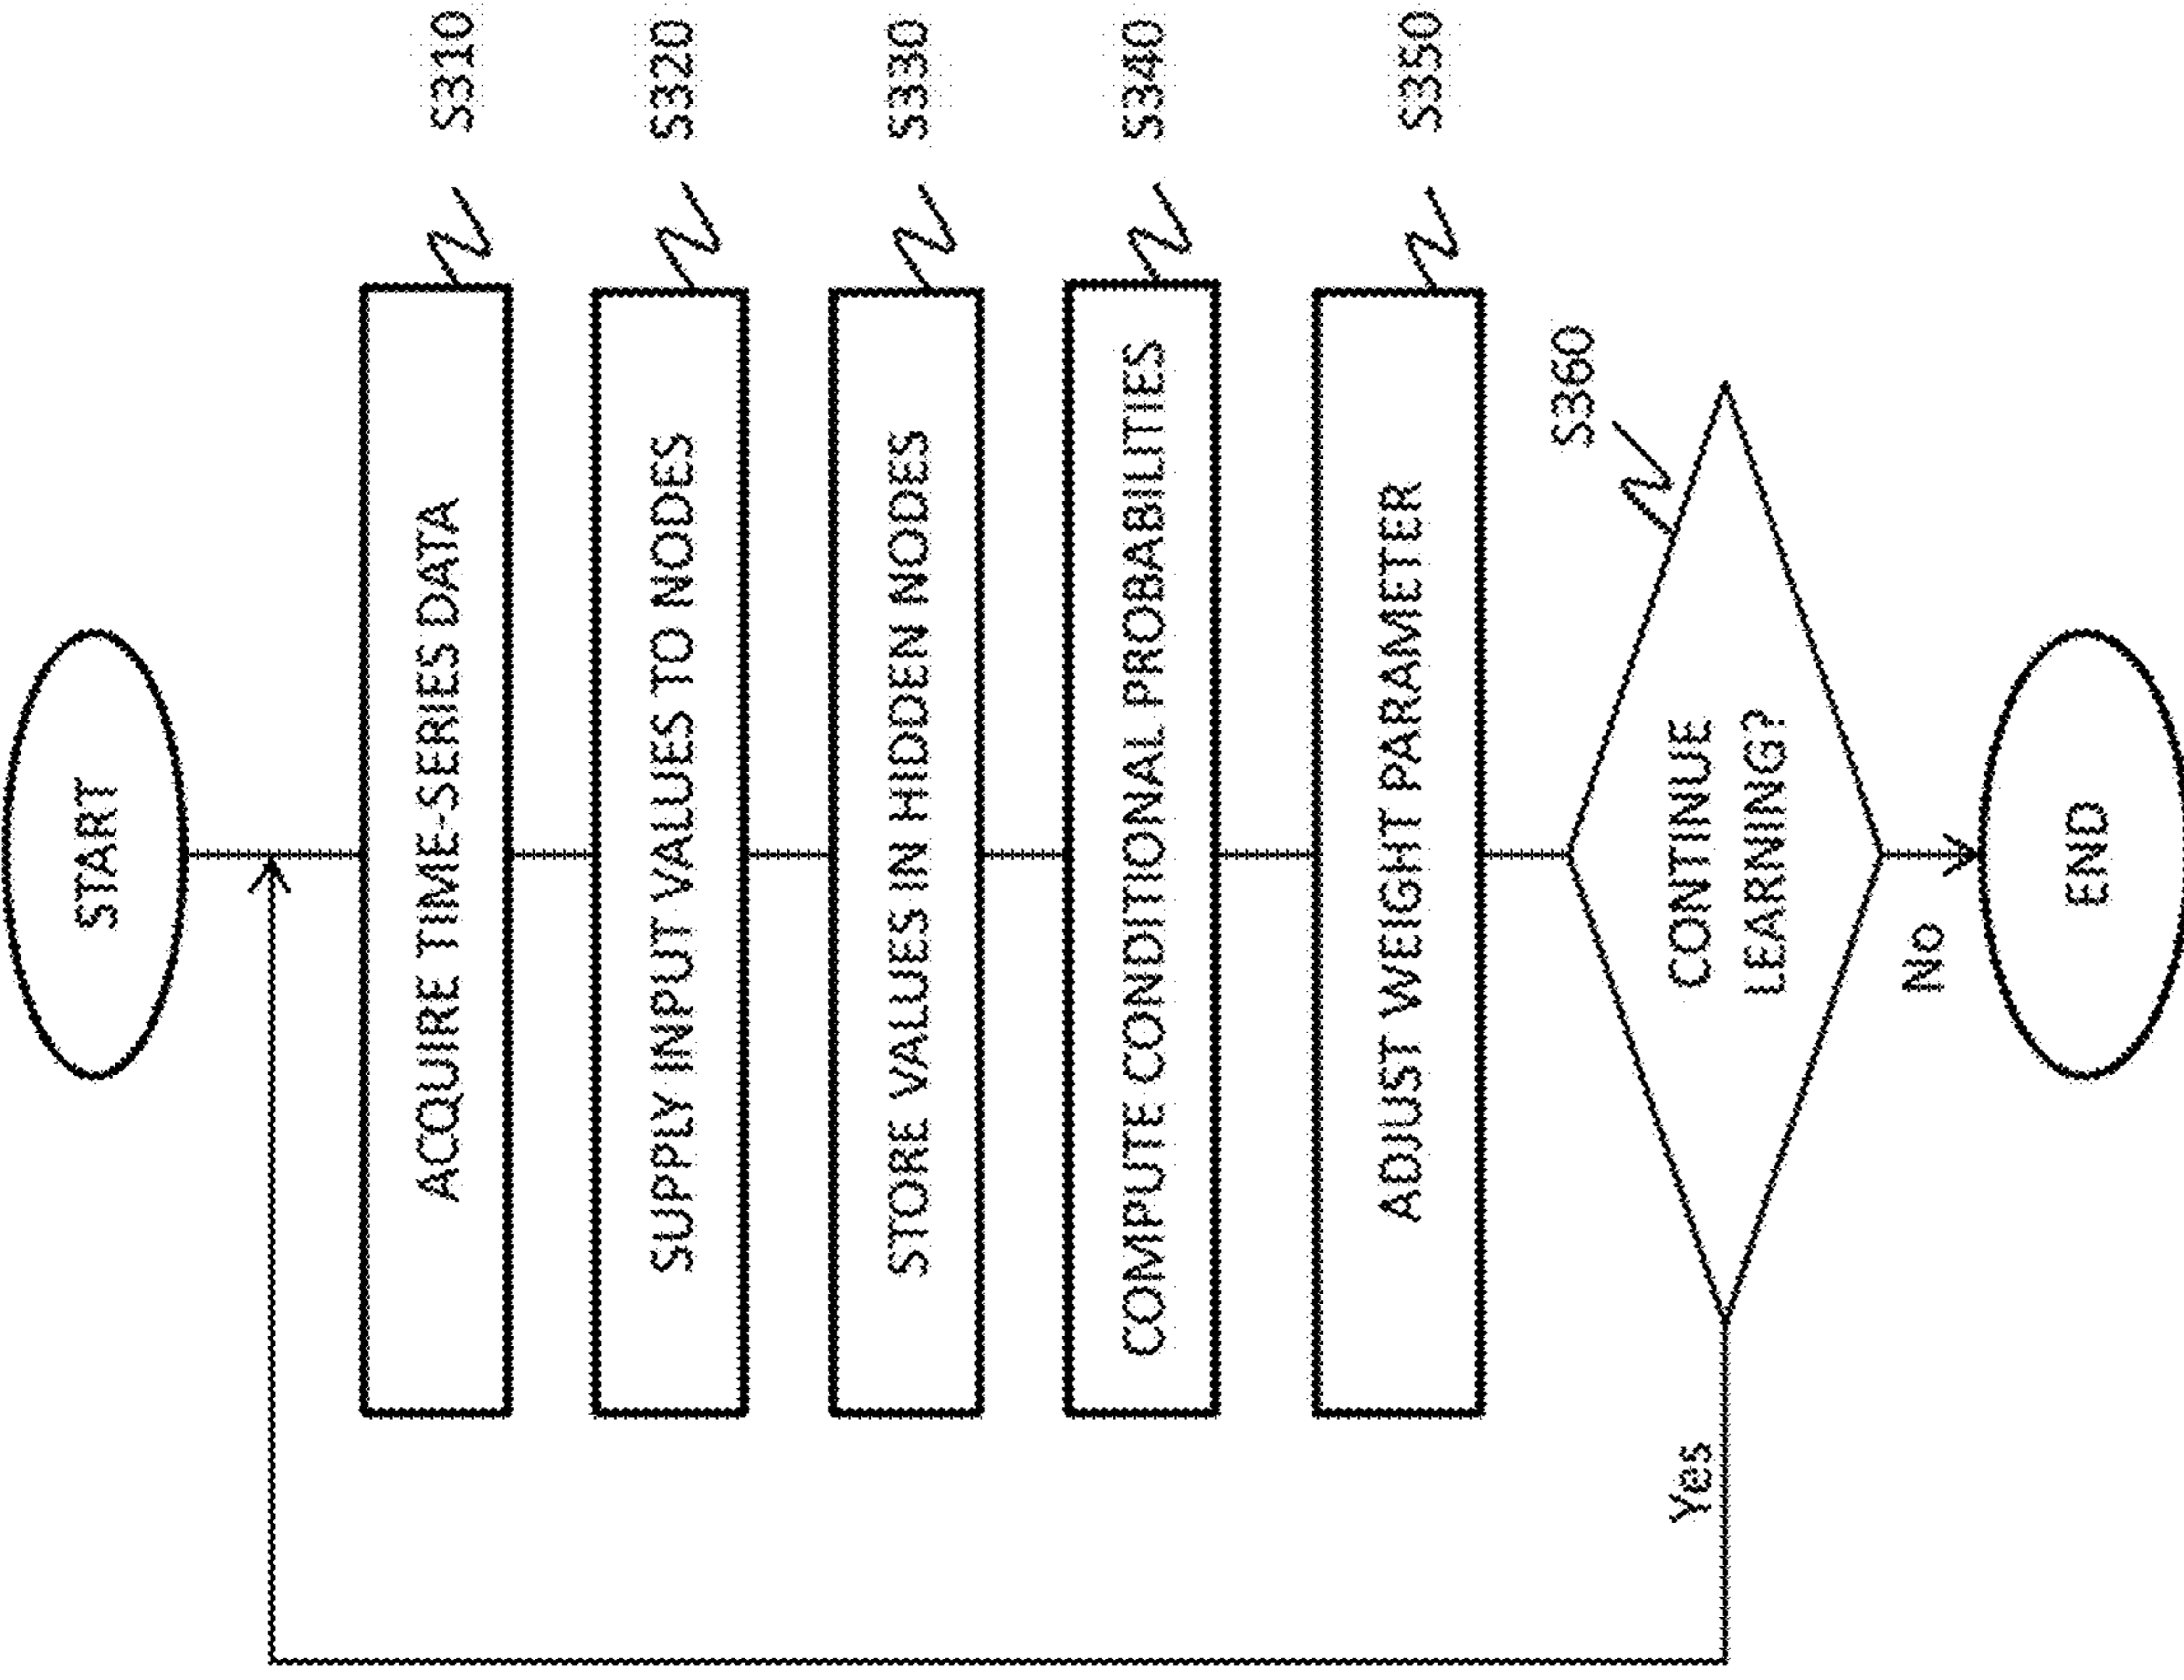 START
ACQUIRE TIME-SERIES DATA
S310
SUPPLY INPUT VALUES TO NODES
S320
STORE VALUES IN HIDDEN NODES
S330
COMPUTE CONDITIONAL PROBABILITIES
S340
ADJUST WEIGHT PARAMETER
S350
S360
CONTINUE
LEARNING?
Yes
No
END